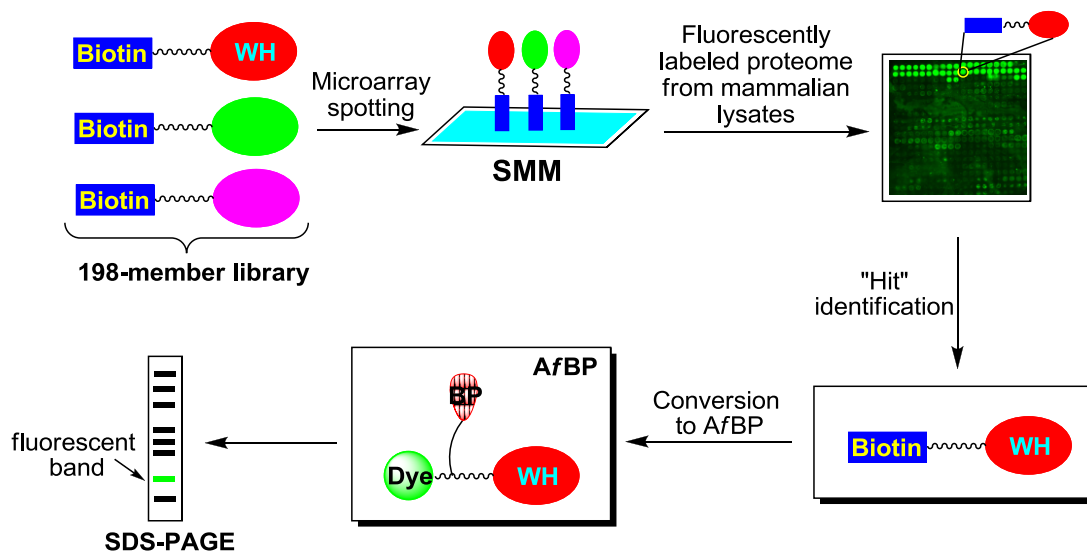 Biotin
WH
Biotin
Biotin
198-member library
Microarray
spotting
SMM
Fluorescently
labeled proteome
from mammalian
lysates
"Hit"
identification
Biotin
WH
Conversion
to AfBP
AfBP
BP
Dye
WH
fluorescent
band
SDS-PAGE